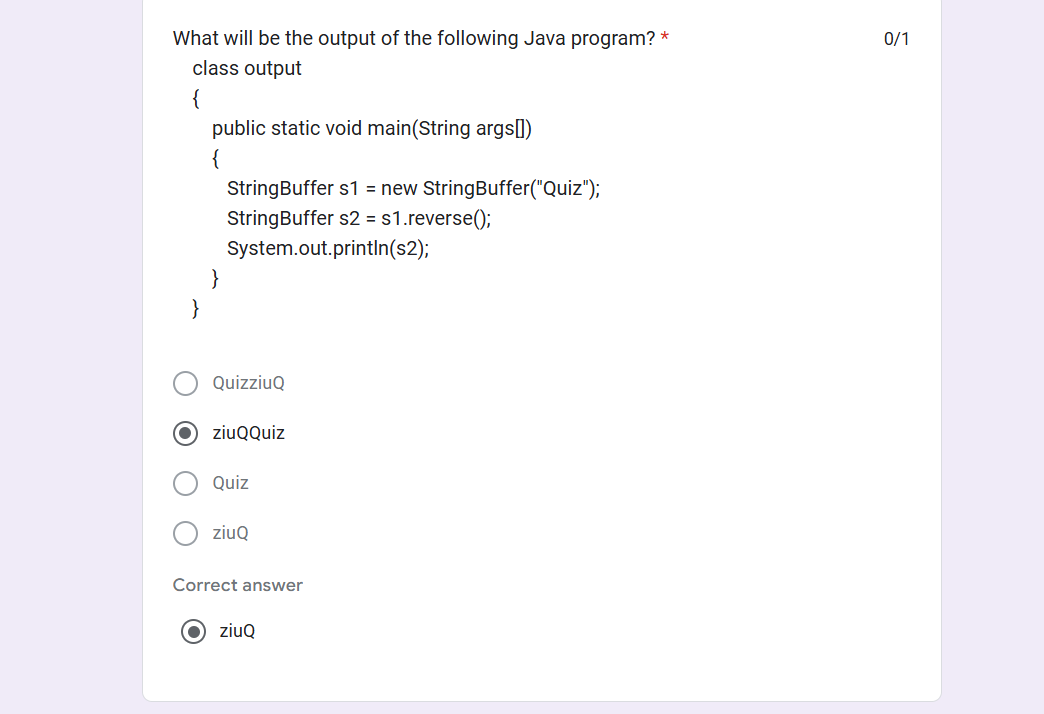 What will be the output of the following Java program? *
0/1
class output
{
public static void main(String args[])
{
StringBuffer s1 = new StringBuffer("Quiz");
StringBuffer s2 = s1.reverse();
System.out.println(s2);
}
}
QuizziuQ
ziuQQuiz
Quiz
ziuQ
Correct answer
ziuQ